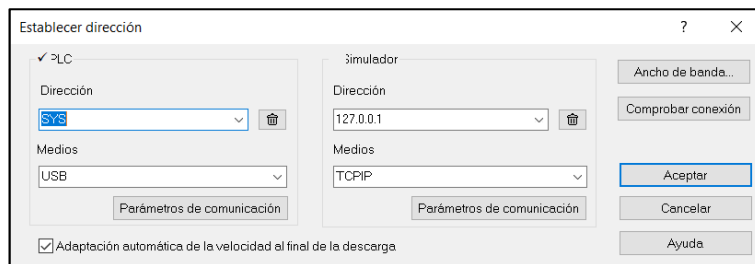 Establecer dirección ? X
✓ PLC
Dirección
SYS
Medios
USB
Parámetros de comunicación
Simulador
Dirección
127.0.0.1
Medios
TCPIP
Parámetros de comunicación
Adaptación automática de la velocidad al final de la descarga
Ancho de banda...
Comprobar conexión
Aceptar
Cancelar
Ayuda